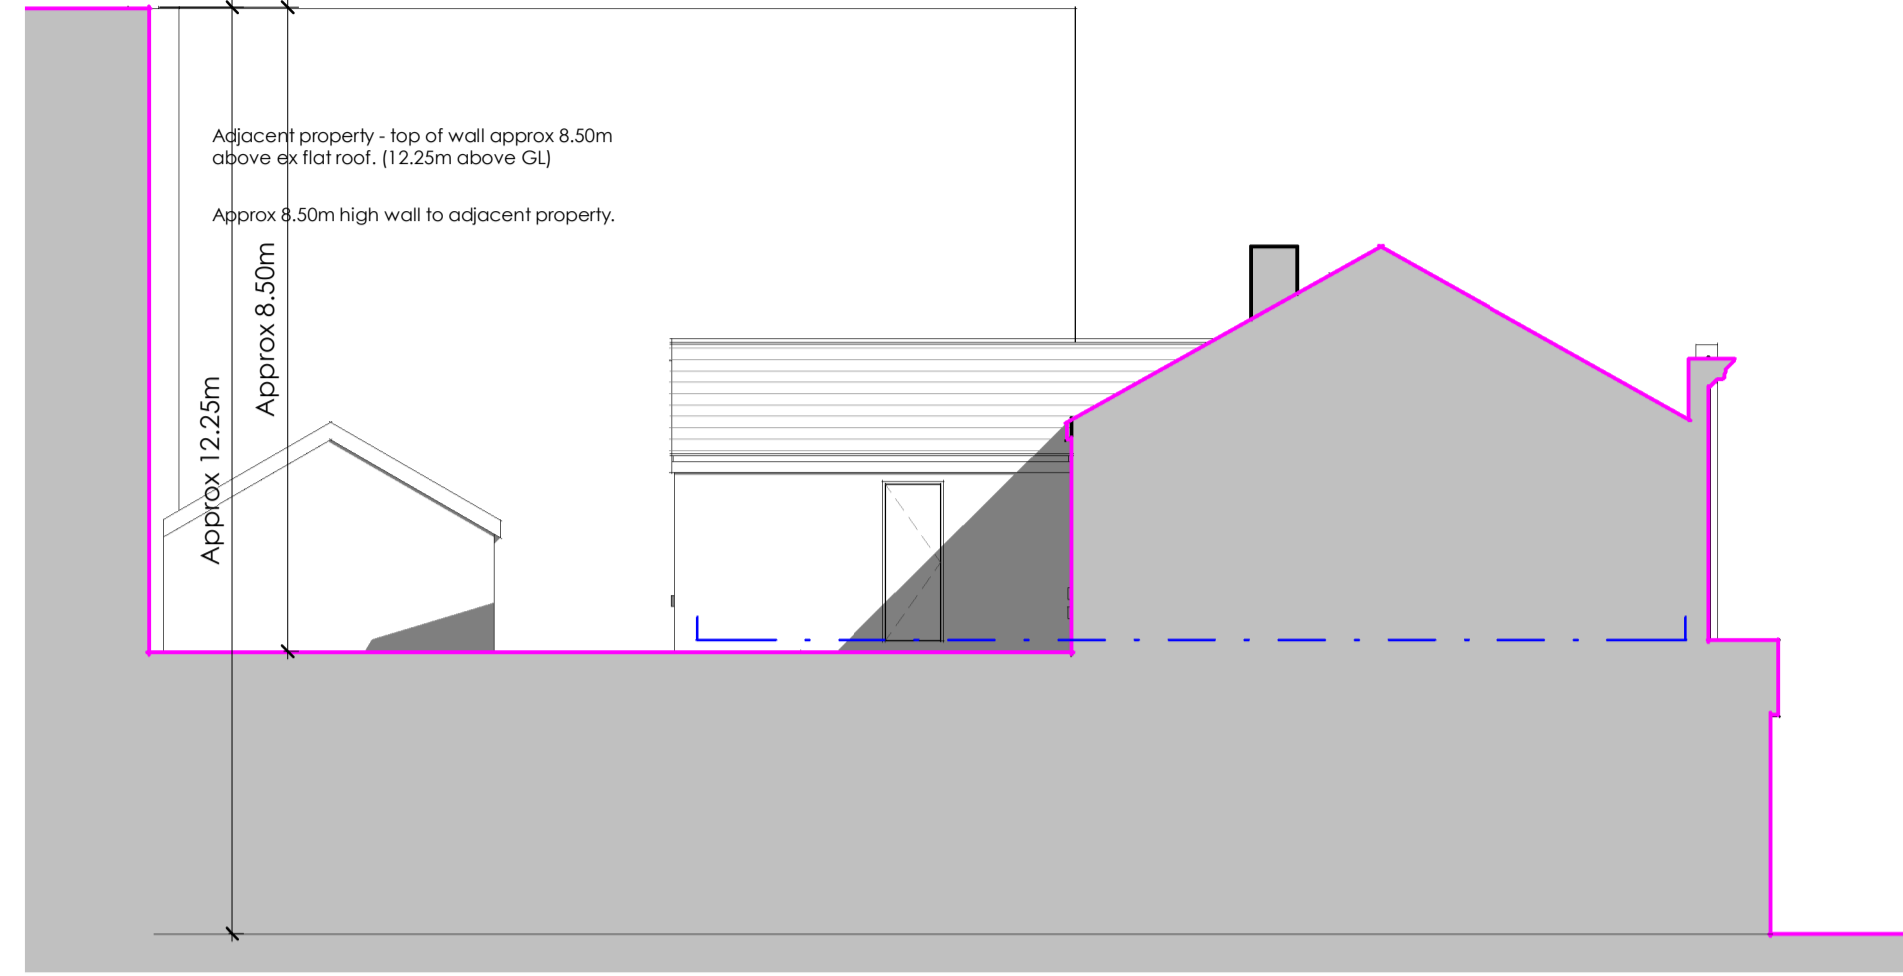 Adjacent property - top of wall approx 8.50m
above ex flat roof. (12.25m above GL)
Approx 8.50m high wall to adjacent property.
Approx 8.50m
Approx 12.25m